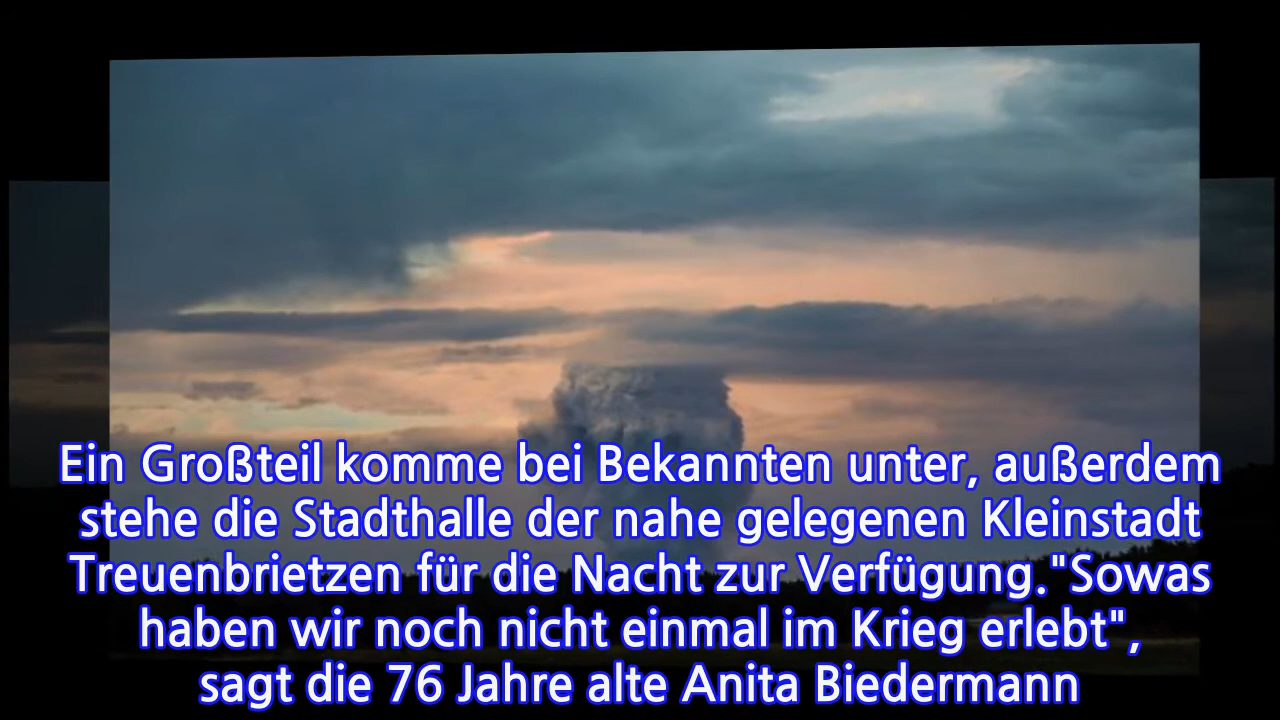 Ein Großteil komme bei Bekannten unter, außerdem
stehe die Stadthalle der nahe gelegenen Kleinstadt
Treuenbrietzen für die Nacht zur Verfügung."Sowas
haben wir noch nicht einmal im Krieg erlebt",
sagt die 76 Jahre alte Anita Biedermann